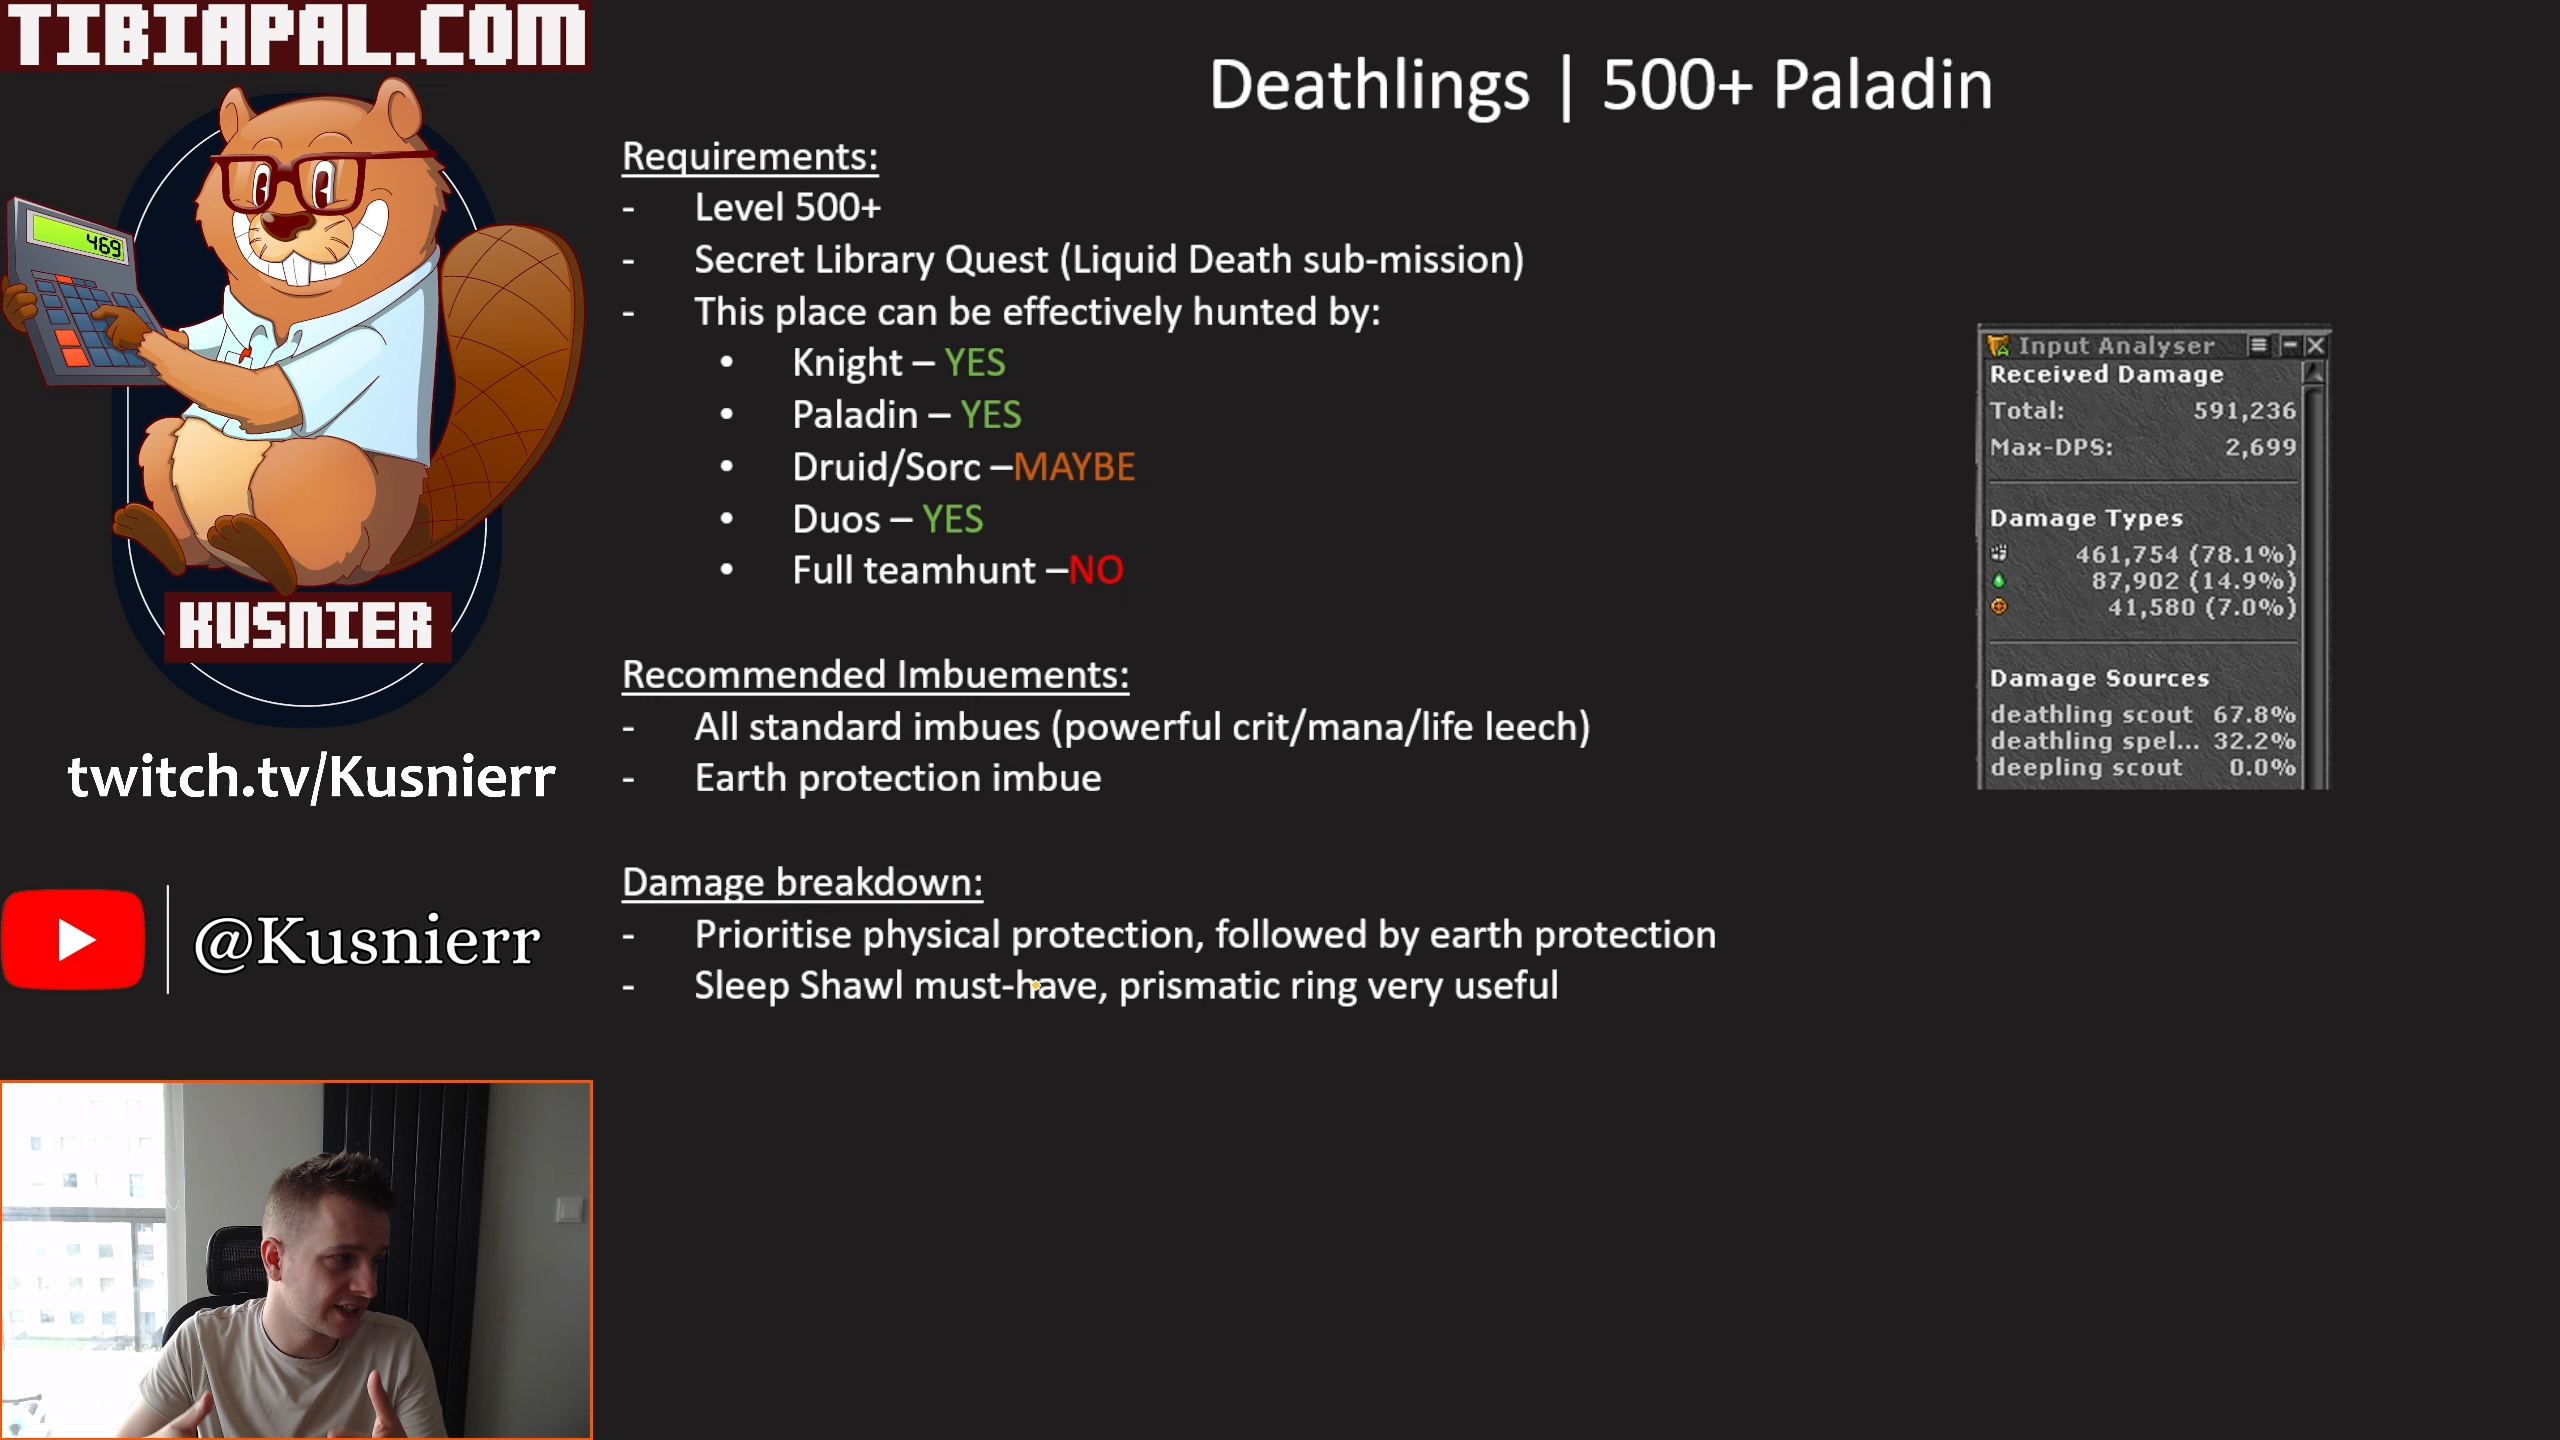 TIBIAPAL.COM
469
KUSNIER
twitch.tv/Kusnierr
@Kusnierr
Deathlings | 500+ Paladin
Requirements:
- Level 500+
- Secret Library Quest (Liquid Death sub-mission)
- This place can be effectively hunted by:
• Knight – YES
• Paladin – YES
• Druid/Sorc –MAYBE
• Duos – YES
• Full teamhunt –NO
Recommended Imbuements:
- All standard imbues (powerful crit/mana/life leech)
- Earth protection imbue
Damage breakdown:
- Prioritise physical protection, followed by earth protection
- Sleep Shawl must-have, prismatic ring very useful
Input Analyser
Received Damage
Total: 591,236
Max-DPS: 2,699
Damage Types
461,754 (78.1%)
87,902 (14.9%)
41,580 (7.0%)
Damage Sources
deathling scout 67.8%
deathling spel... 32.2%
deepling scout 0.0%